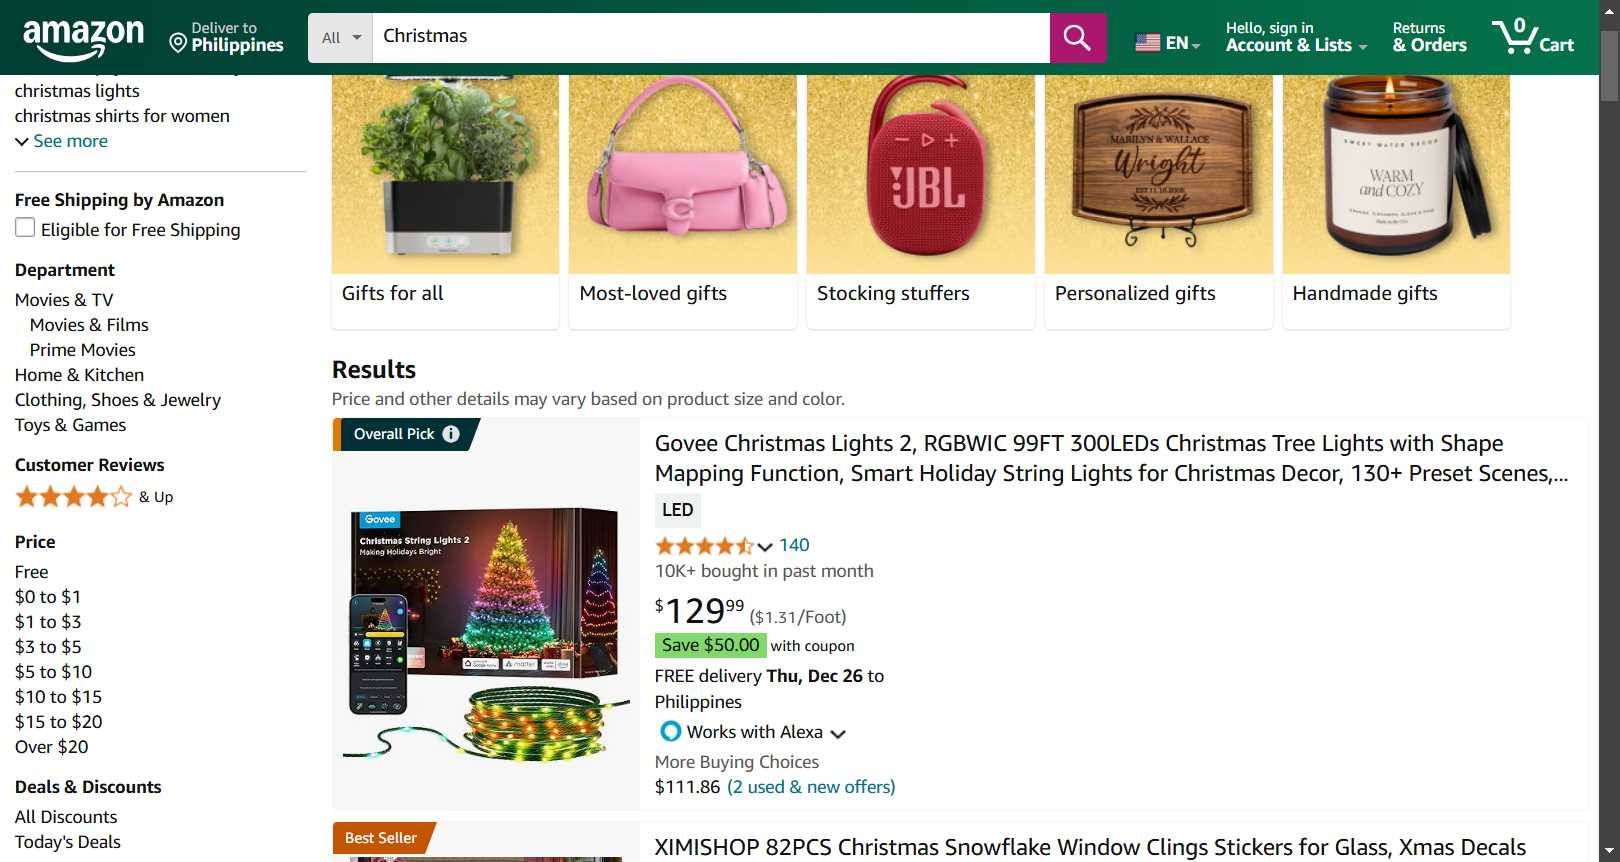 amazon
Deliver to
Philippines
All
Christmas
EN
Hello, sign in
Account & Lists
Returns
& Orders
0
Cart
christmas lights
christmas shirts for women
See more
Free Shipping by Amazon
Eligible for Free Shipping
Department
Movies & TV
Movies & Films
Prime Movies
Home & Kitchen
Clothing, Shoes & Jewelry
Toys & Games
Customer Reviews
& Up
Price
Free
$0 to $1
$1 to $3
$3 to $5
$5 to $10
$10 to $15
$15 to $20
Over $20
Deals & Discounts
All Discounts
Today's Deals
JBL
MARILYN & WALLACE
Wright
SWEET WATER DECOR
WARM
and COZY
Gifts for all
Most-loved gifts
Stocking stuffers
Personalized gifts
Handmade gifts
Results
Price and other details may vary based on product size and color.
Overall Pick
Govee
Christmas String Lights 2
Making Holidays Bright
matter
Govee Christmas Lights 2, RGBWIC 99FT 300LEDs Christmas Tree Lights with Shape
Mapping Function, Smart Holiday String Lights for Christmas Decor, 130+ Preset Scenes,...
LED
140
10K+ bought in past month
$129.99 ($1.31/Foot)
Save $50.00 with coupon
FREE delivery Thu, Dec 26 to
Philippines
Works with Alexa
More Buying Choices
$111.86 (2 used & new offers)
Best Seller
XIMISHOP 82PCS Christmas Snowflake Window Clings Stickers for Glass, Xmas Decals